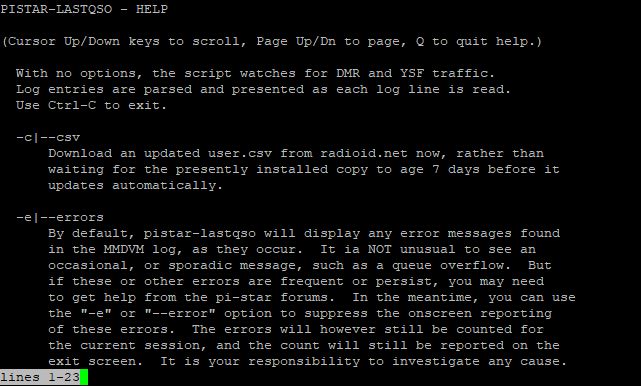 PISTAR-LASTQSO - HELP
(Cursor Up/Down keys to scroll, Page Up/Dn to page, Q to quit help.)
With no options, the script watches for DMR and YSF traffic.
Log entries are parsed and presented as each log line is read.
Use Ctrl-C to exit.
-c|--csv
Download an updated user.csv from radioid.net now, rather than
waiting for the presently installed copy to age 7 days before it
updates automatically.
-e|--errors
By default, pistar-lastqso will display any error messages found
in the MMDVM log, as they occur.  It ia NOT unusual to see an
occasional, or sporadic message, such as a queue overflow.  But
if these or other errors are frequent or persist, you may need
to get help from the pi-star forums.  In the meantime, you can use
the "-e" or "--error" option to suppress the onscreen reporting
of these errors.  The errors will however still be counted for
the current session, and the count will still be reported on the
exit screen.  It is your responsibility to investigate any cause.
lines 1-23